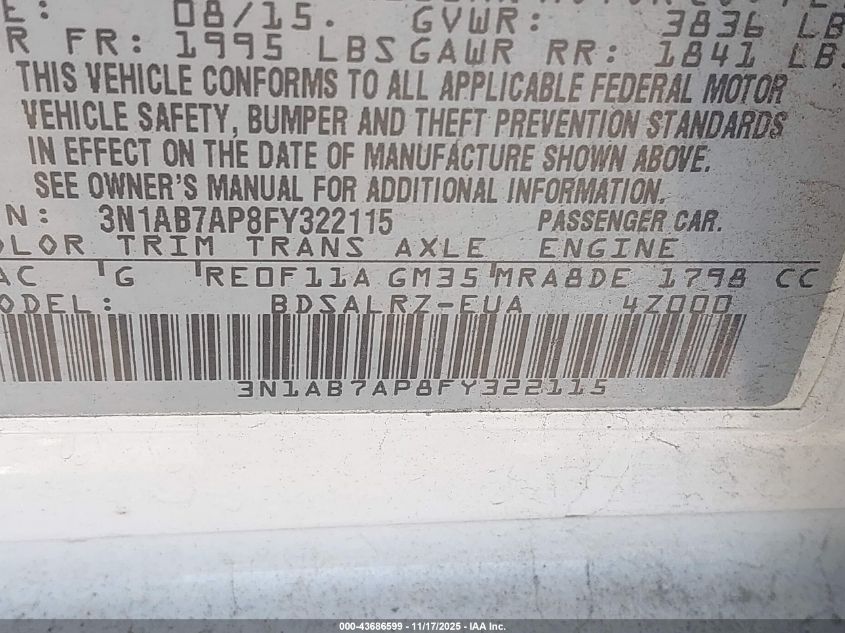 E: 08/15. GVWR: 3836 LB
R FR: 1995 LBS GAWR RR: 1841 LBS
THIS VEHICLE CONFORMS TO ALL APPLICABLE FEDERAL MOTOR
VEHICLE SAFETY, BUMPER AND THEFT PREVENTION STANDARDS
IN EFFECT ON THE DATE OF MANUFACTURE SHOWN ABOVE.
SEE OWNER'S MANUAL FOR ADDITIONAL INFORMATION.
N: 3N1AB7AP8FY322115 PASSENGER CAR.
OLOR TRIM TRANS AXLE ENGINE
AC G RE0F11A GM35 MRA8DE 1798 CC
ODEL: BDSALRZ-EUA 4Z000
3N1AB7AP8FY322115
000-43686599 - 11/17/2025 - IAA Inc.